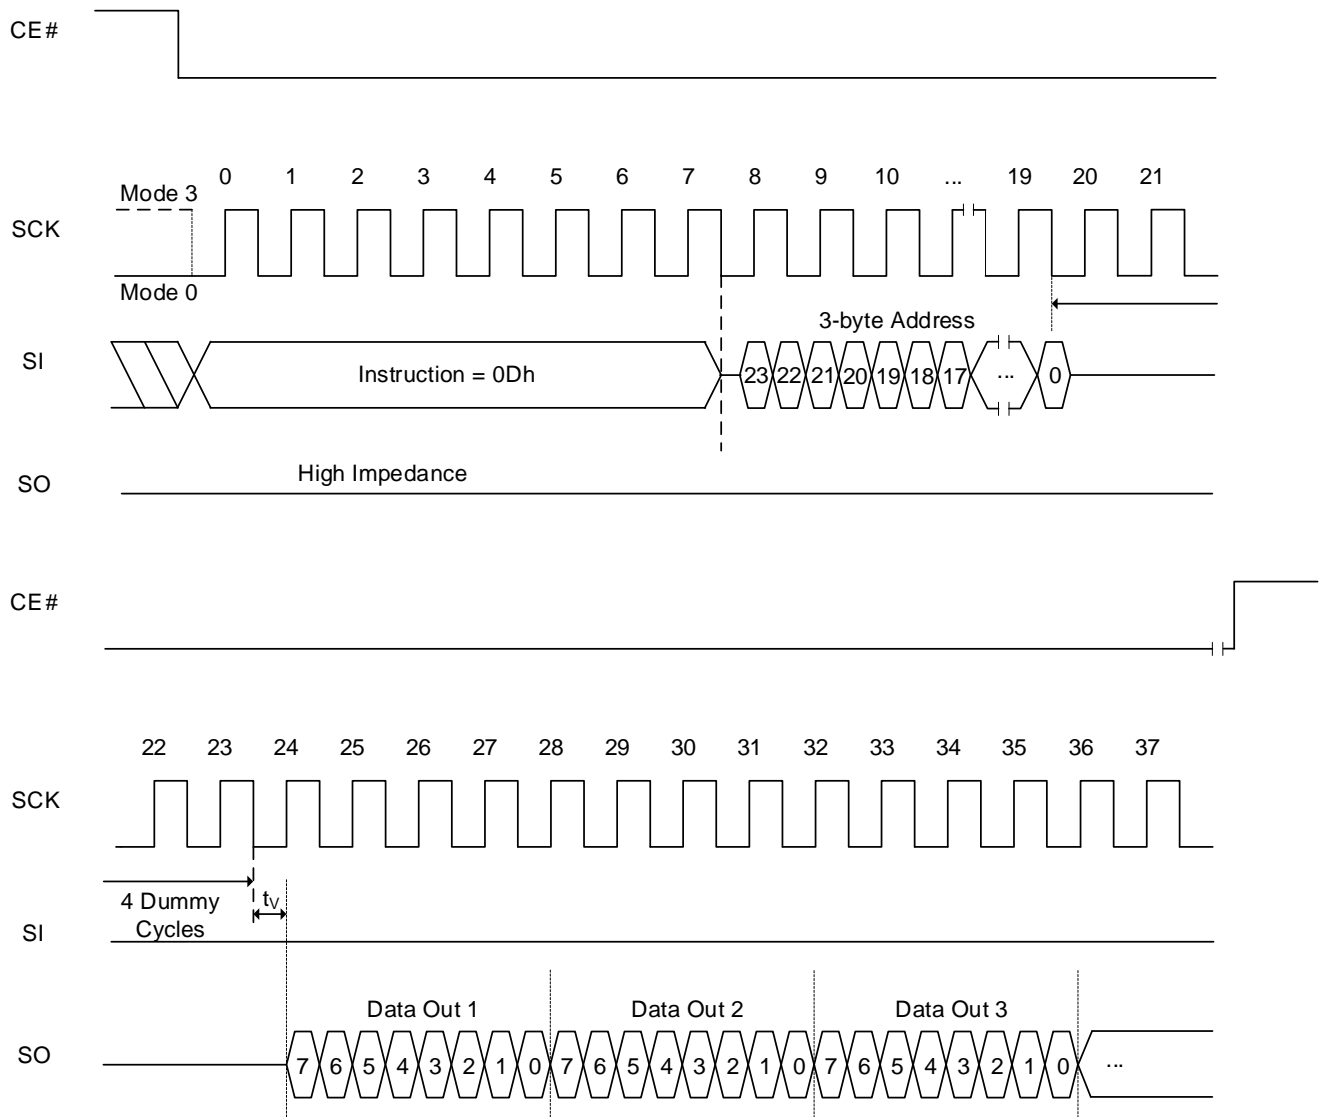 CE#
0 1 2 3 4 5 6 7 8 9 10 ... 19 20 21
Mode 3
SCK
Mode 0
3-byte Address
SI
Instruction = 0Dh
23 22 21 20 19 18 17 ... 0
High Impedance
SO
CE#
22 23 24 25 26 27 28 29 30 31 32 33 34 35 36 37
SCK
4 Dummy
Cycles
tV
SI
Data Out 1 Data Out 2 Data Out 3
SO
7 6 5 4 3 2 1 0 7 6 5 4 3 2 1 0 7 6 5 4 3 2 1 0 ...